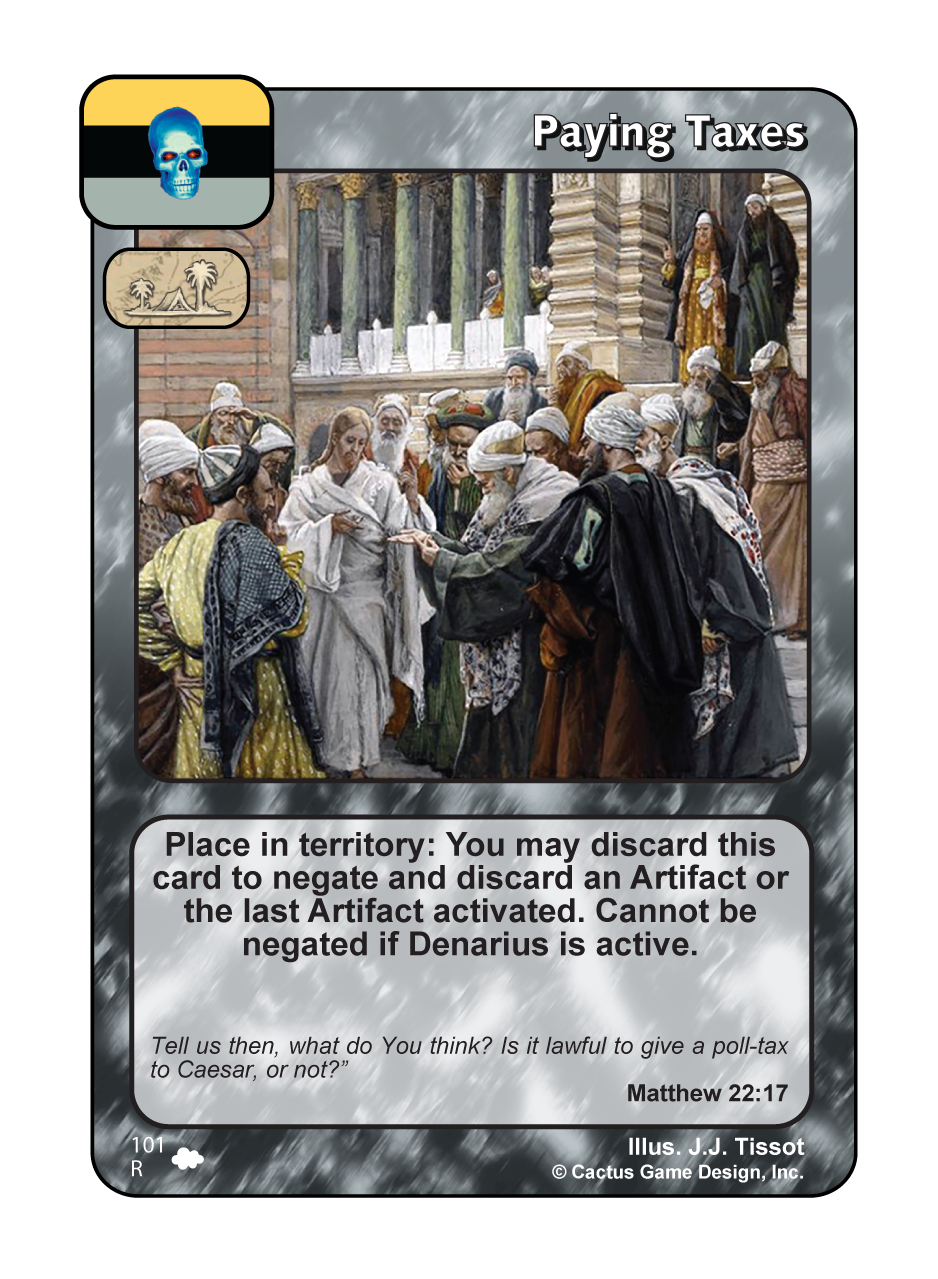 Paying Taxes
Place in territory: You may discard this
card to negate and discard an Artifact or
the last Artifact activated. Cannot be
negated if Denarius is active.
Tell us then, what do You think? Is it lawful to give a poll-tax
to Caesar, or not?”
Matthew 22:17
101
R
Illus. J.J. Tissot
© Cactus Game Design, Inc.